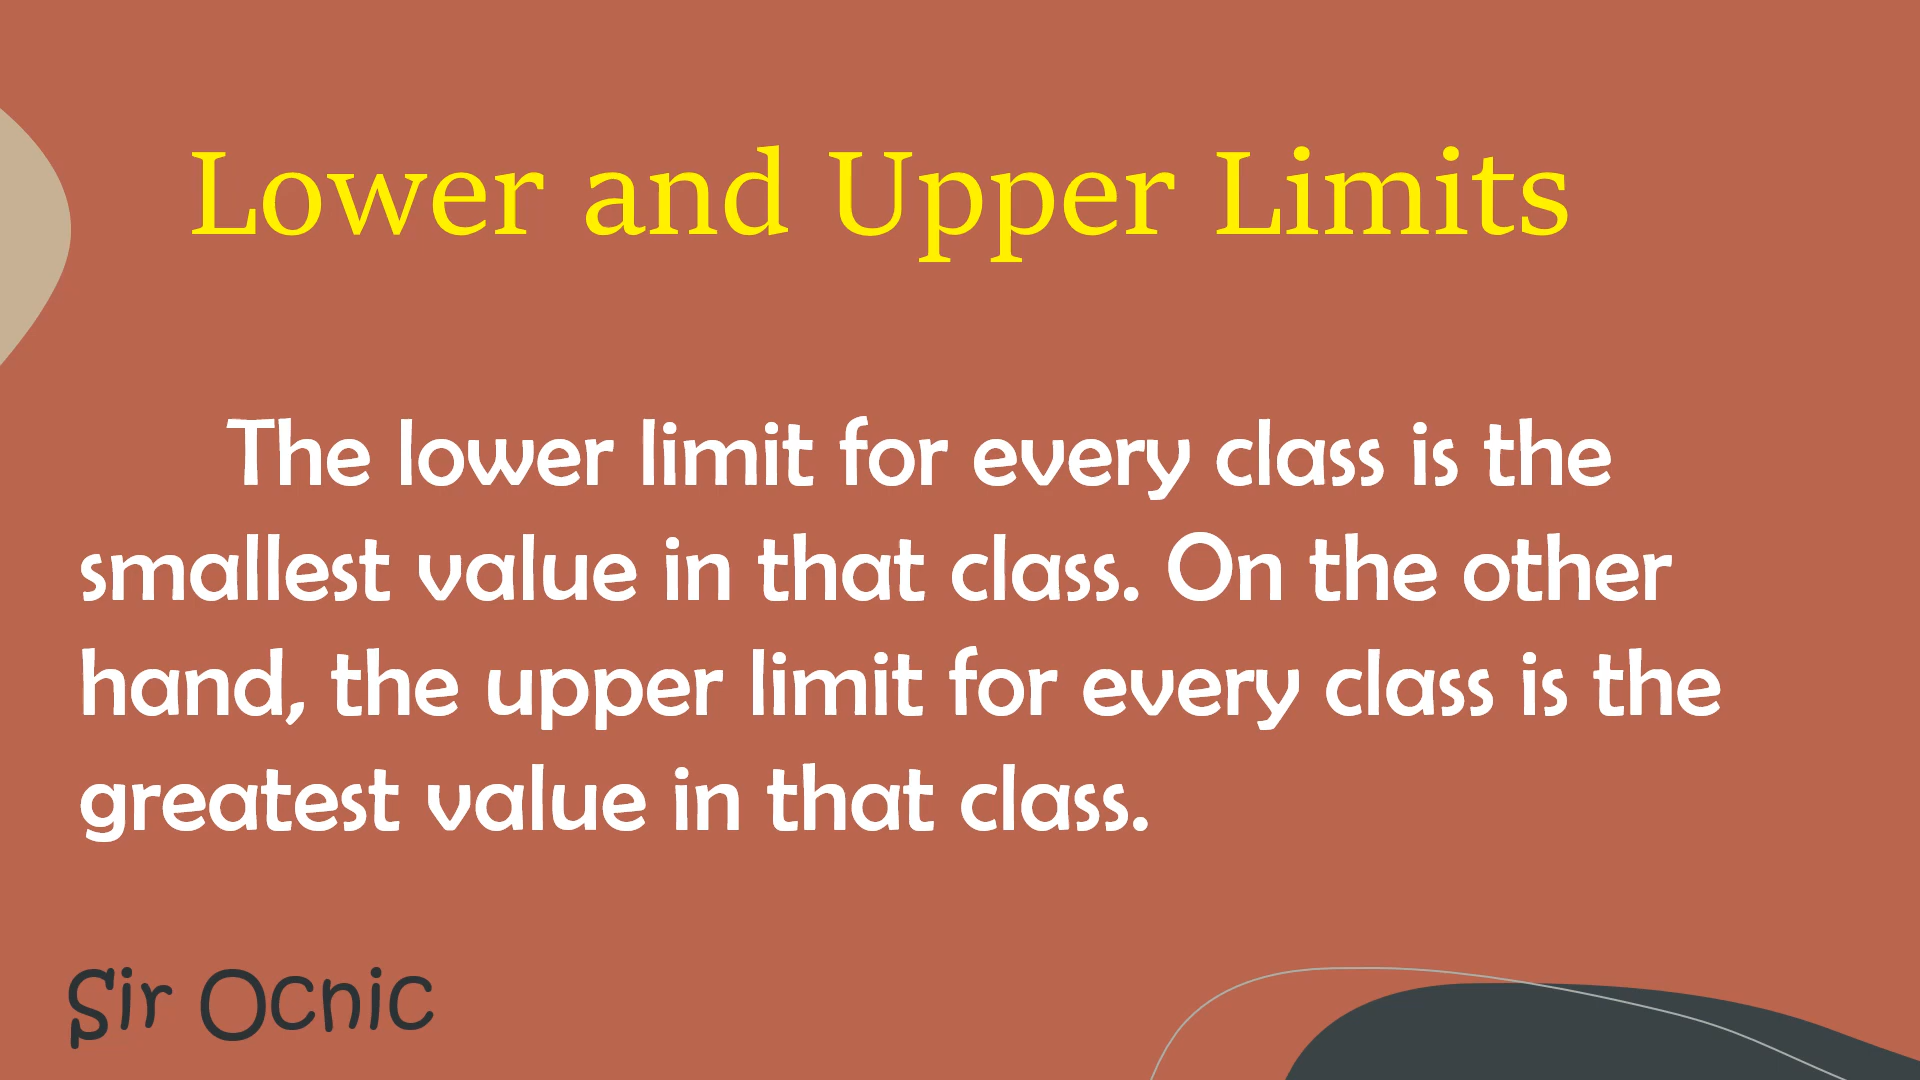 Lower and Upper Limits
The lower limit for every class is the
smallest value in that class. On the other
hand, the upper limit for every class is the
greatest value in that class.
Sir Ocnic